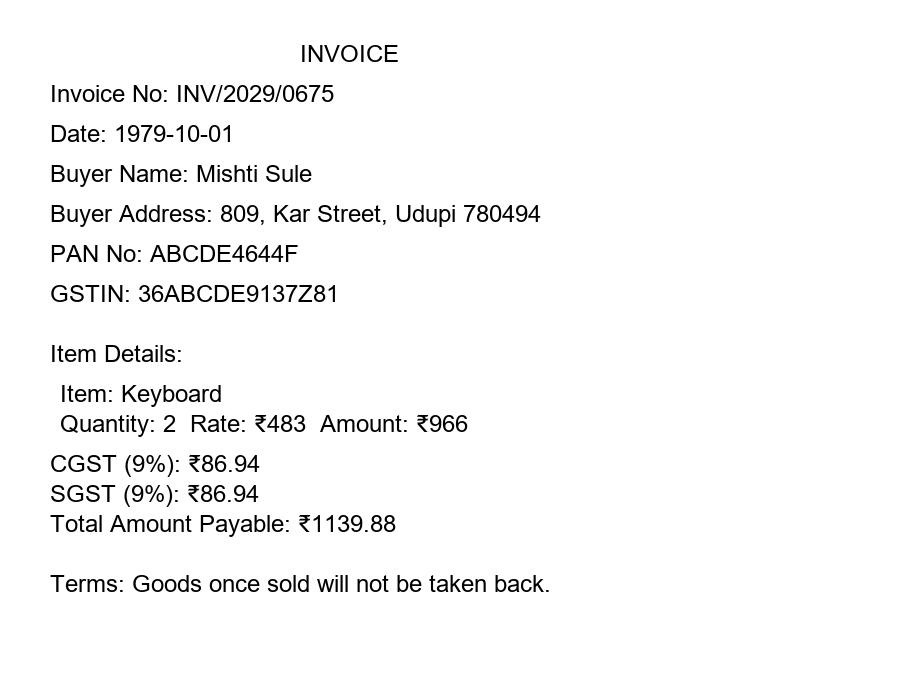 INVOICE
Invoice No: INV/2029/0675
Date: 1979-10-01
Buyer Name: Mishti Sule
Buyer Address: 809, Kar Street, Udupi 780494
PAN No: ABCDE4644F
GSTIN: 36ABCDE9137Z81
Item Details:
Item: Keyboard
Quantity: 2  Rate: ₹483  Amount: ₹966
CGST (9%): ₹86.94
SGST (9%): ₹86.94
Total Amount Payable: ₹1139.88
Terms: Goods once sold will not be taken back.